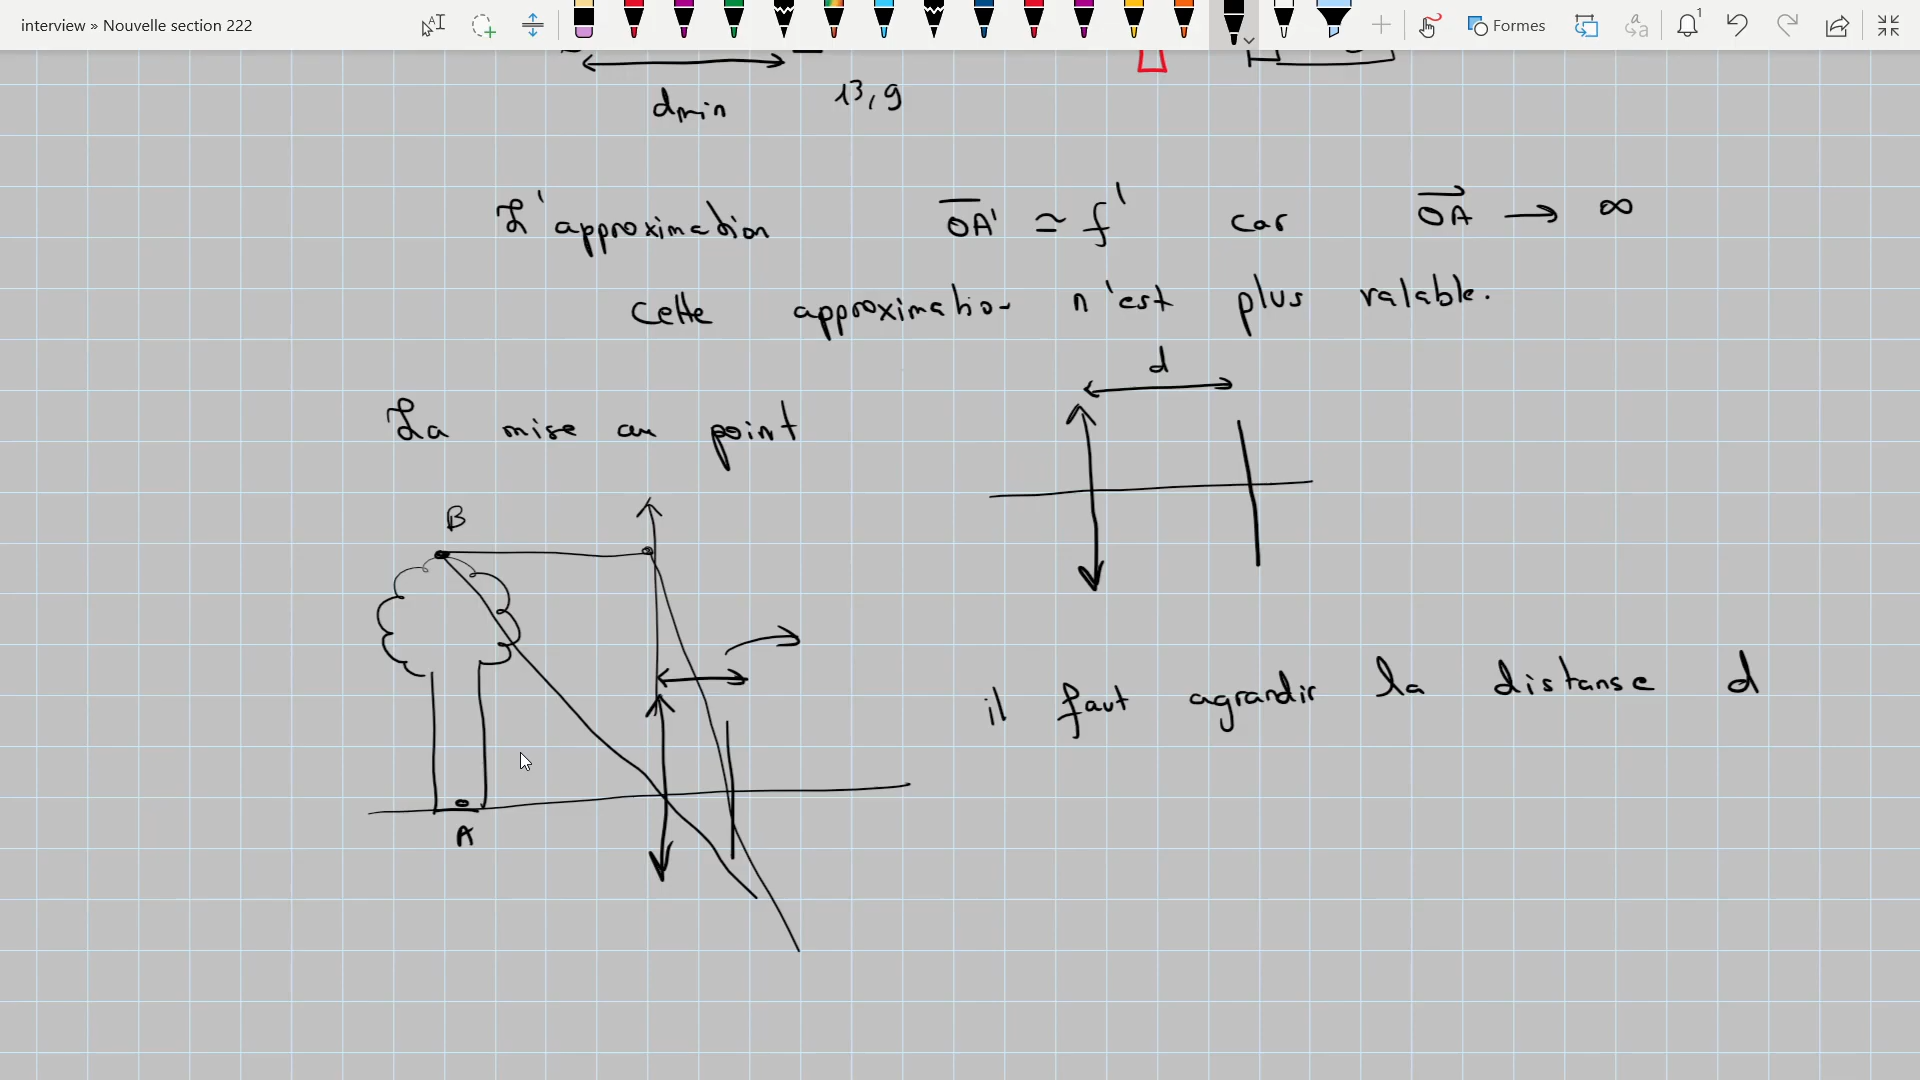 interview » Nouvelle section 222
Formes
1
dmin
13,9
L'approximation OA' ≃ f' car OA → ∞
Cette approximation n'est plus valable.
d
La mise au point
B
il faut agrandir la distanse d
A